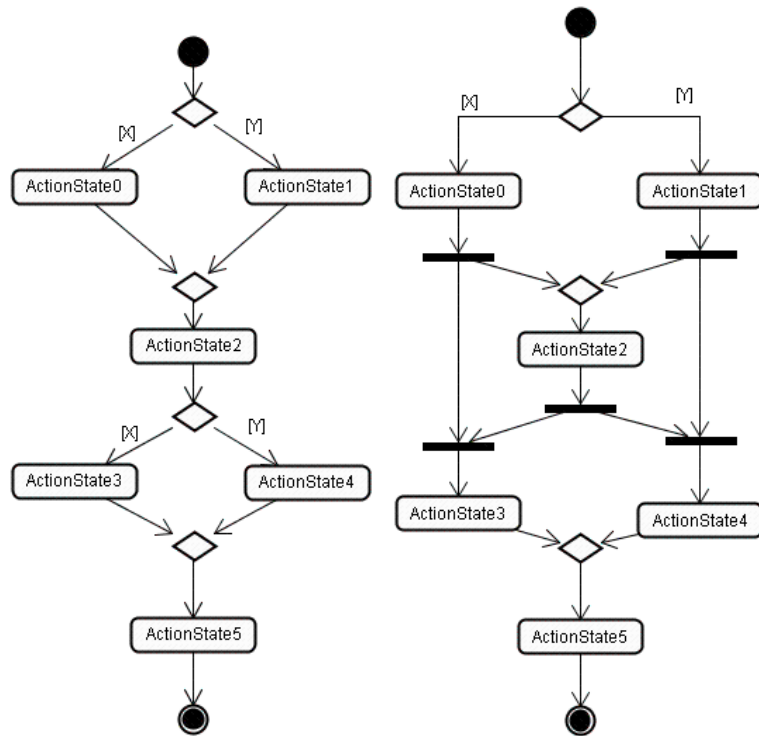 [X]
[Y]
ActionState0
ActionState1
ActionState2
[X]
[Y]
ActionState3
ActionState4
ActionState5
[X]
[Y]
ActionState0
ActionState1
ActionState2
ActionState3
ActionState4
ActionState5